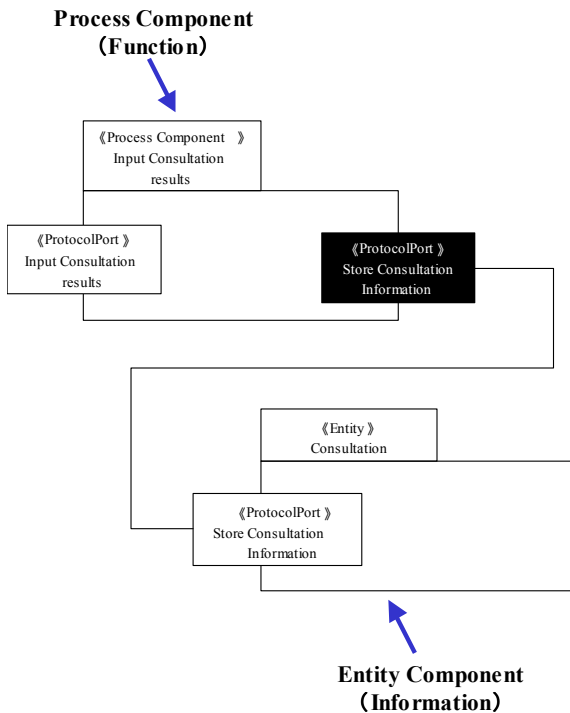 Process Component
(Function)
《Process Component 》
Input Consultation
results
《ProtocolPort 》
Input Consultation
results
《ProtocolPort 》
Store Consultation
Information
《Entity 》
Consultation
《ProtocolPort 》
Store Consultation
Information
Entity Component
(Information)